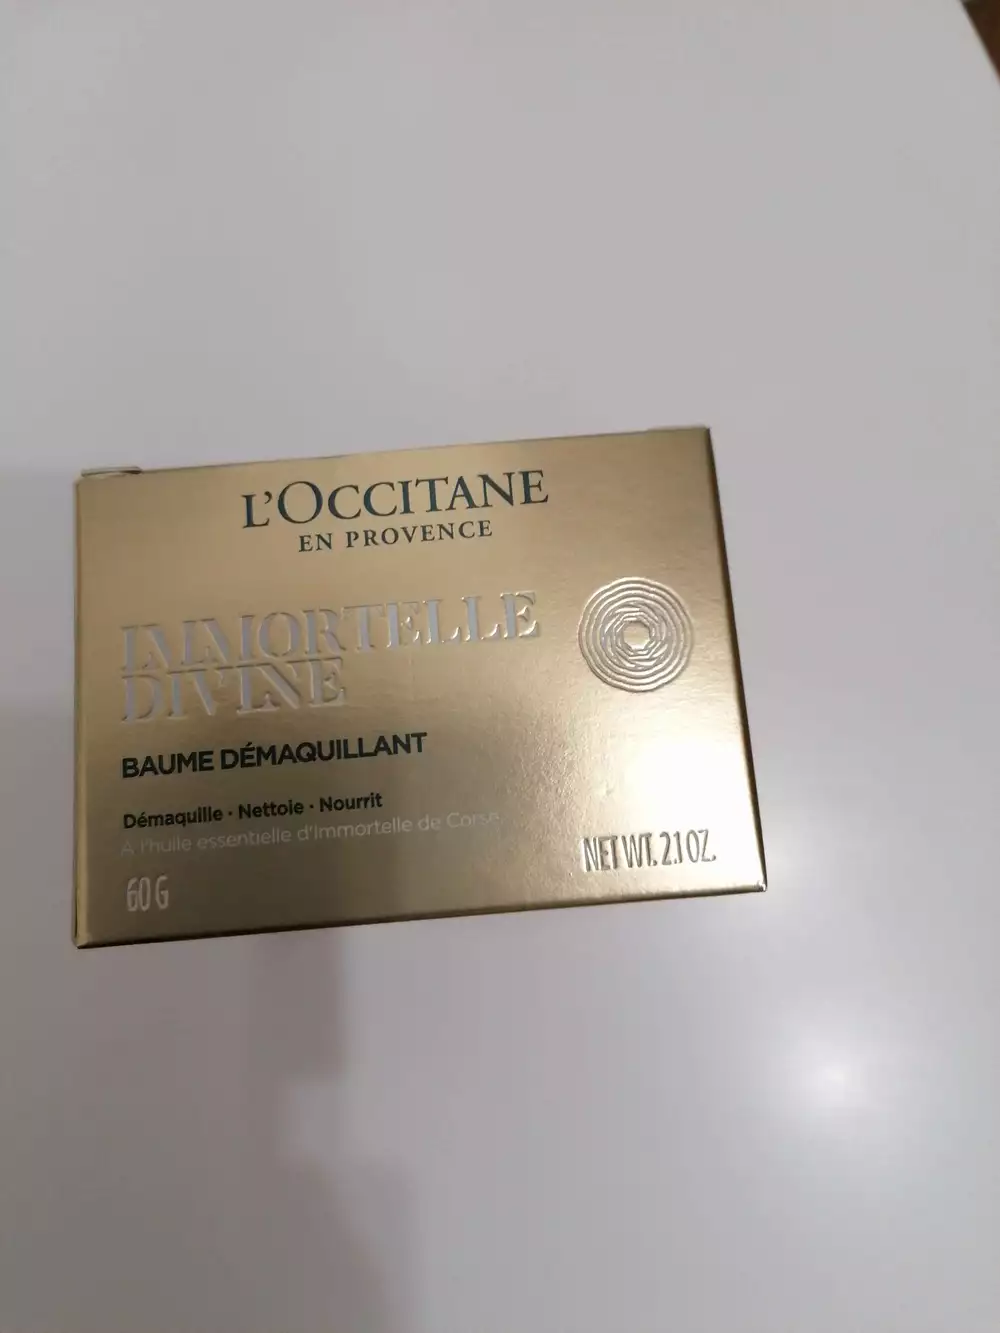 L'OCCITANE
EN PROVENCE
IMMORTELLE
DIVINE
BAUME DÉMAQUILLANT
Démaquille · Nettoie · Nourrit
A l'huile essentielle d'Immortelle de Corse
60 G
NET WT. 2.1 OZ.